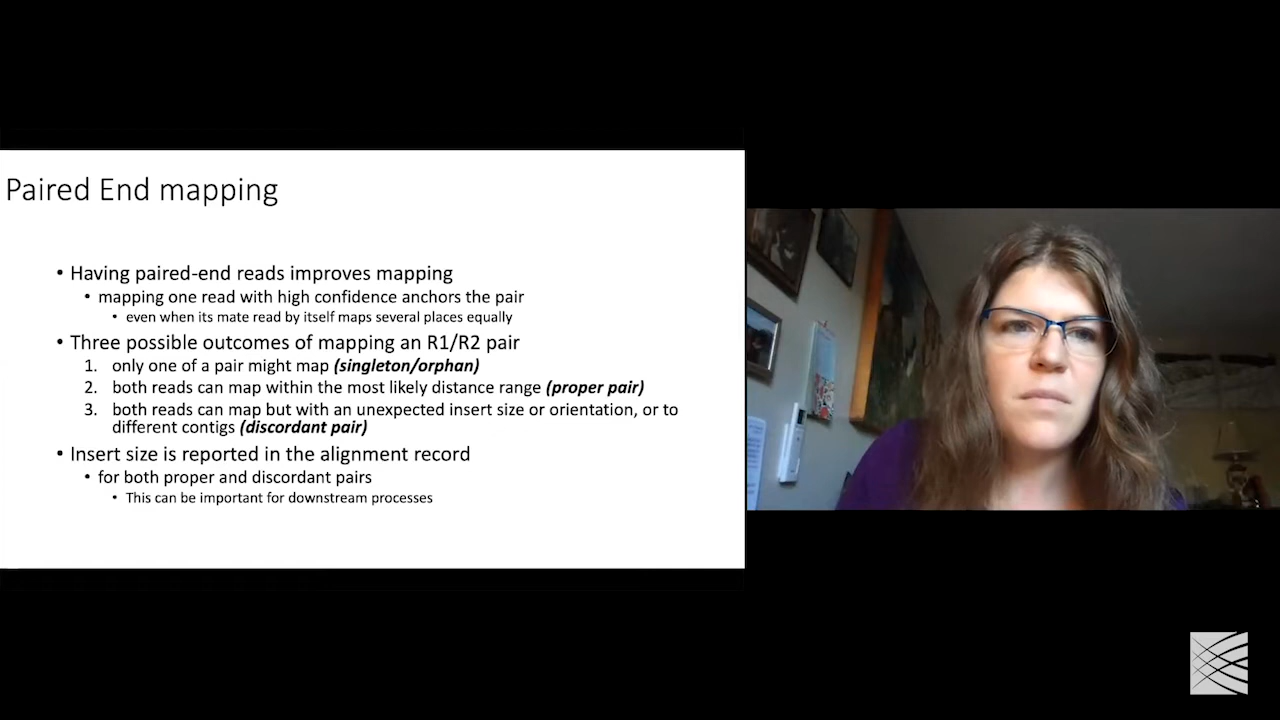 Paired End mapping
• Having paired-end reads improves mapping
• mapping one read with high confidence anchors the pair
• even when its mate read by itself maps several places equally
• Three possible outcomes of mapping an R1/R2 pair
1. only one of a pair might map (singleton/orphan)
2. both reads can map within the most likely distance range (proper pair)
3. both reads can map but with an unexpected insert size or orientation, or to
different contigs (discordant pair)
• Insert size is reported in the alignment record
• for both proper and discordant pairs
• This can be important for downstream processes